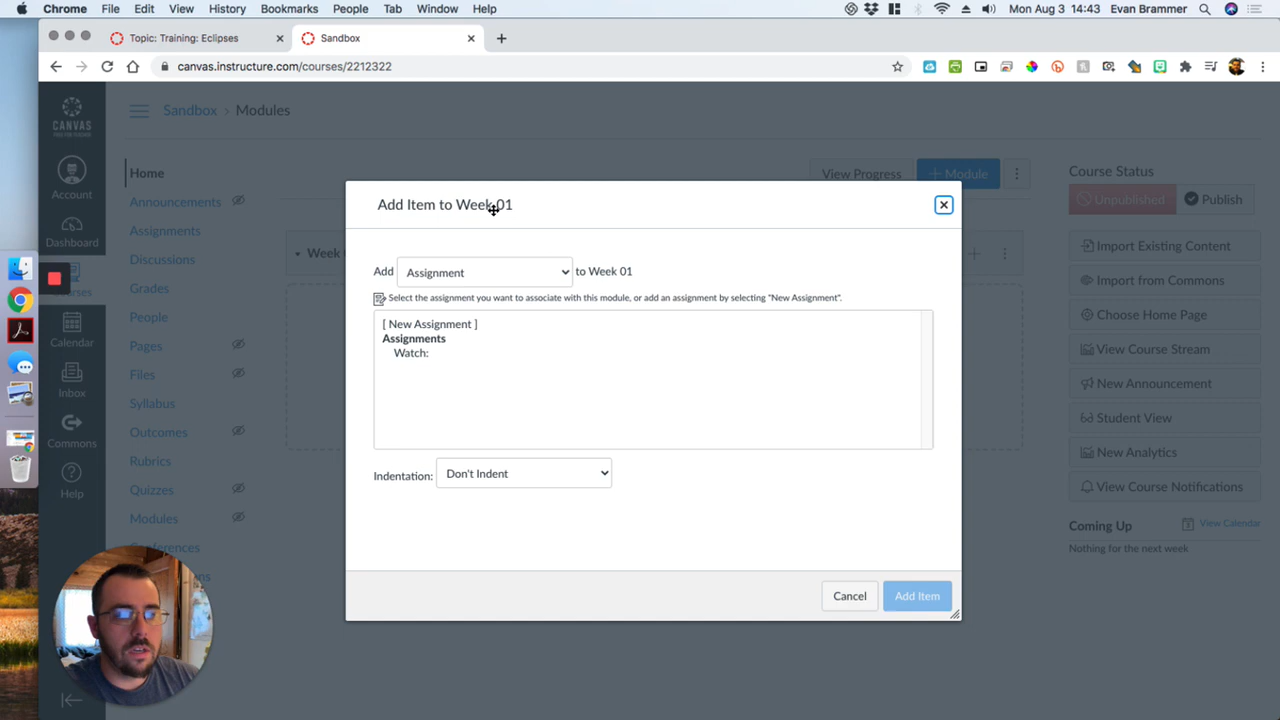 Chrome File Edit View History Bookmarks People Tab Window Help Mon Aug 3 14:43 Evan Brammer
Topic: Training: Eclipses
Sandbox
canvas.instructure.com/courses/2212322
CANVAS
Account
Dashboard
Courses
Calendar
Inbox
Commons
Help
Sandbox > Modules
Home
Announcements
Assignments
Discussions
Grades
People
Pages
Files
Syllabus
Outcomes
Rubrics
Quizzes
Modules
Conferences
View Progress
+ Module
Week
Add Item to Week 01
Add Assignment to Week 01
Select the assignment you want to associate with this module, or add an assignment by selecting "New Assignment".
[ New Assignment ]
Assignments
Watch:
Indentation: Don't Indent
Cancel Add Item
Course Status
Unpublished Publish
Import Existing Content
Import from Commons
Choose Home Page
View Course Stream
New Announcement
Student View
New Analytics
View Course Notifications
Coming Up View Calendar
Nothing for the next week